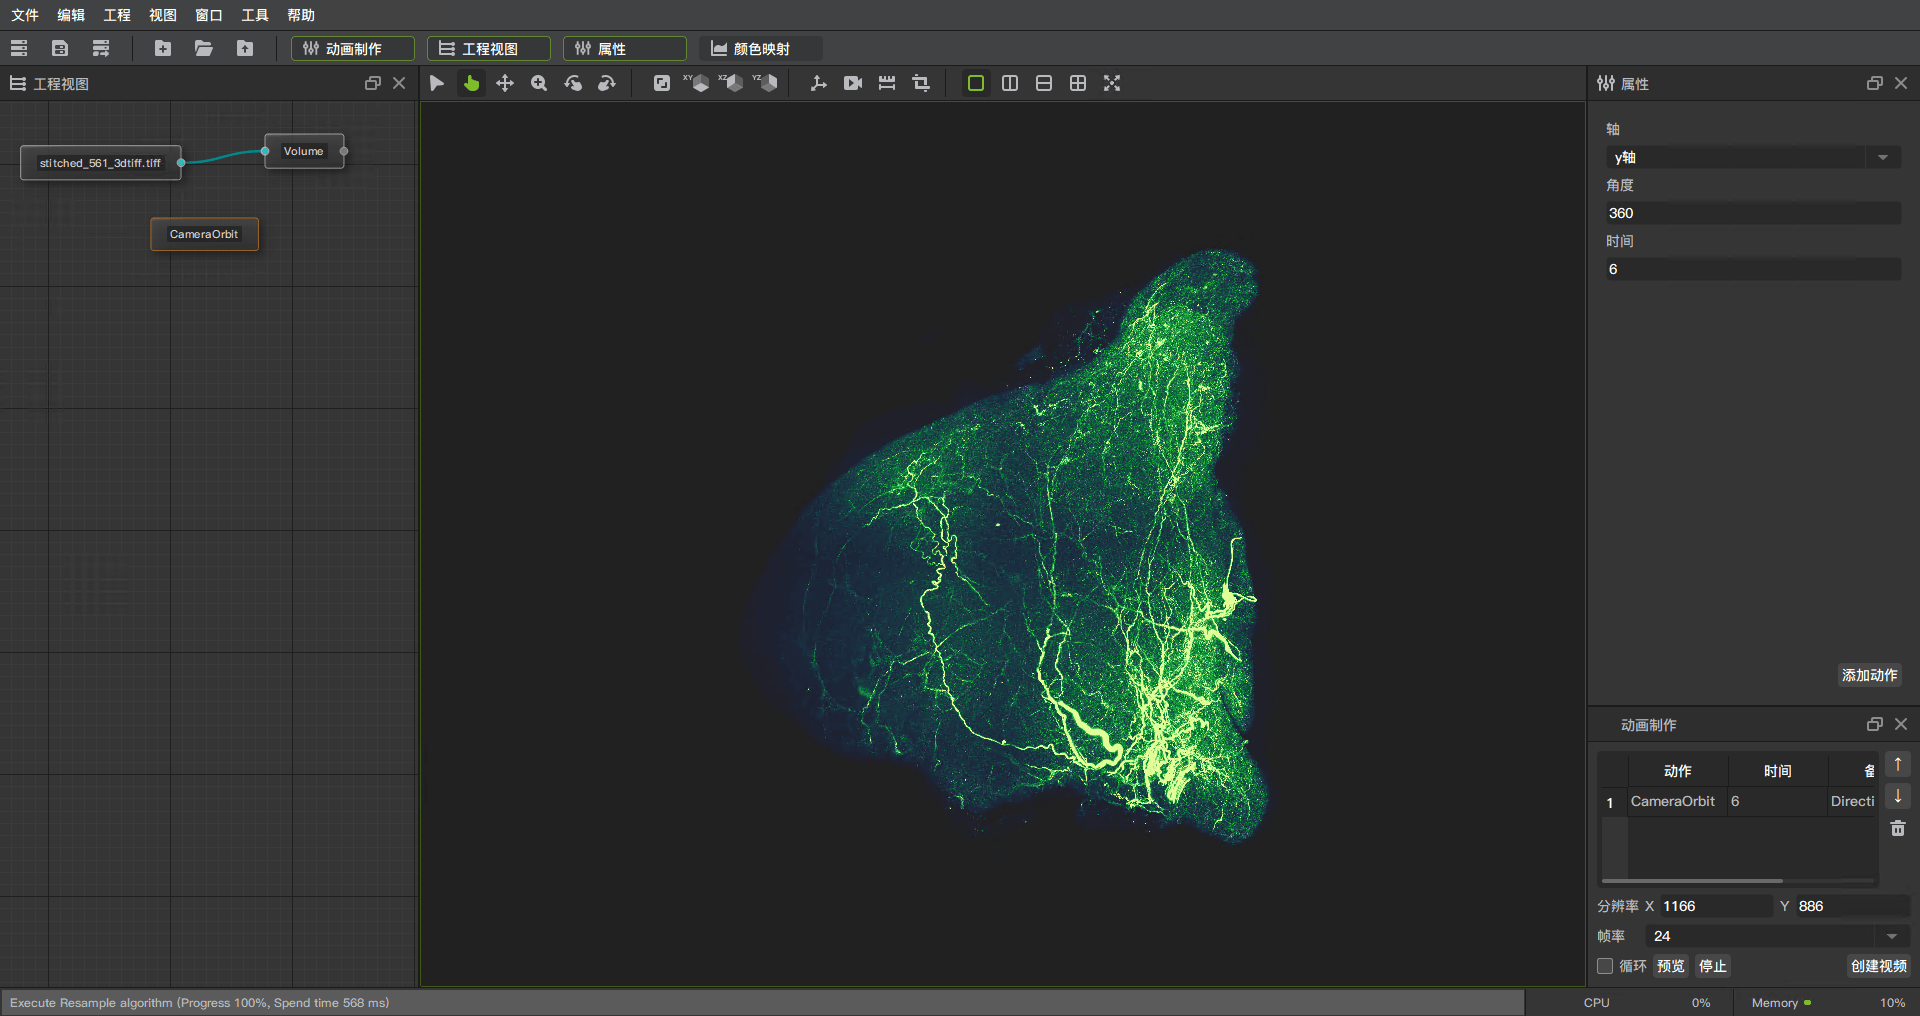 文件 编辑 工程 视图 窗口 工具 帮助
动画制作 工程视图 属性 颜色映射
工程视图
XY XZ YZ
stitched_561_3dtiff.tiff
Volume
CameraOrbit
属性
轴
y轴
角度
360
时间
6
添加动作
动画制作
动作 时间
1 CameraOrbit 6 Directi
分辨率 X 1166 Y 886
帧率 24
循环 预览 停止 创建视频
Execute Resample algorithm (Progress 100%, Spend time 568 ms)
CPU 0% Memory 10%